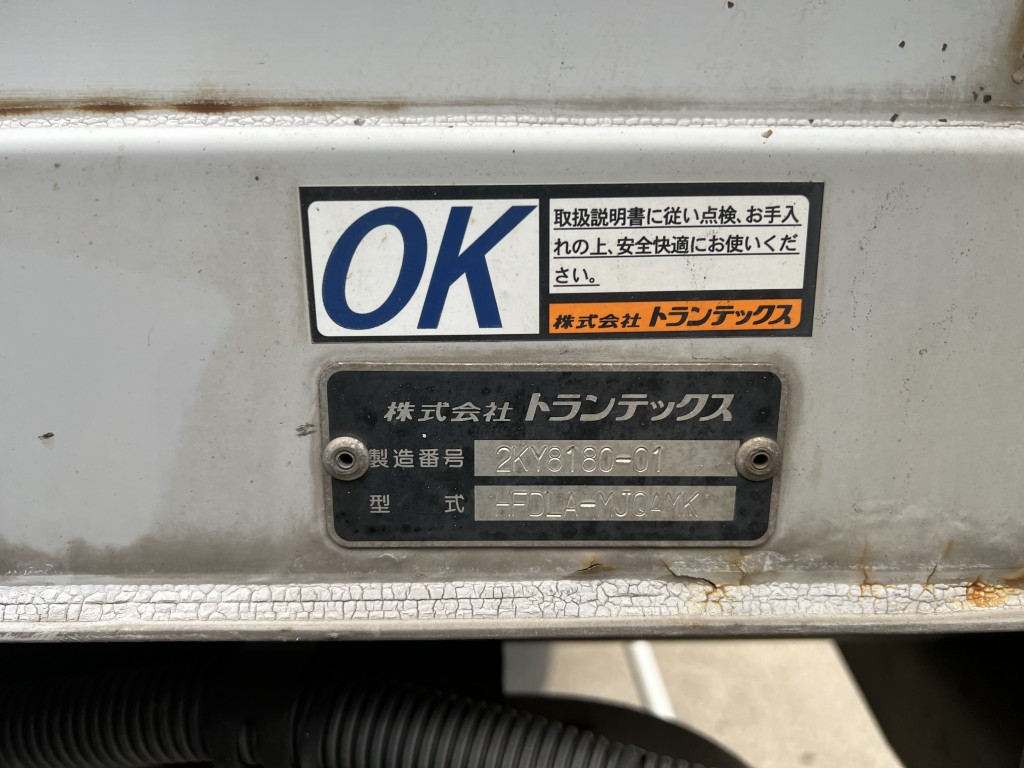 OK
取扱説明書に従い点検、お手入
れの上、安全快適にお使いくだ
さい。
株式会社 トランテックス
株式会社 トランテックス
製造番号 2KY8180-01
型 式 HFDLA-MJQAMK